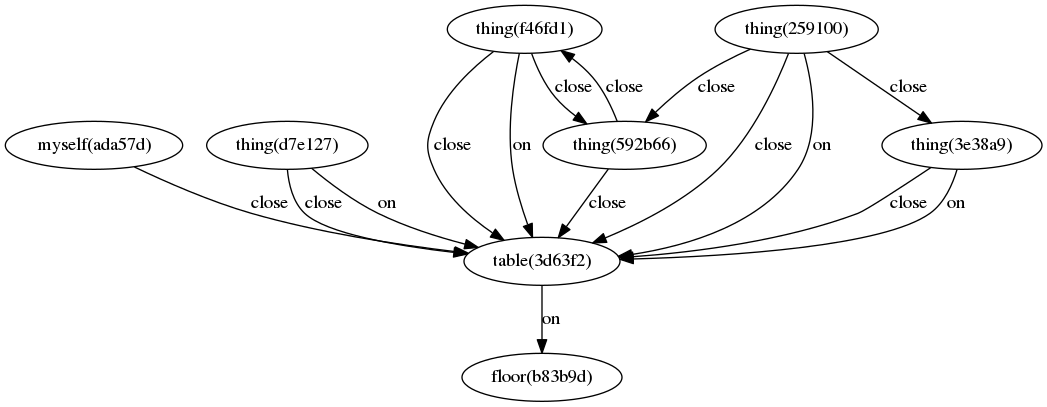 thing(f46fd1)
thing(259100)
close
close
close
close
myself(ada57d)
thing(d7e127)
close
on
thing(592b66)
close
on
thing(3e38a9)
close
close
on
close
close
on
table(3d63f2)
on
floor(b83b9d)